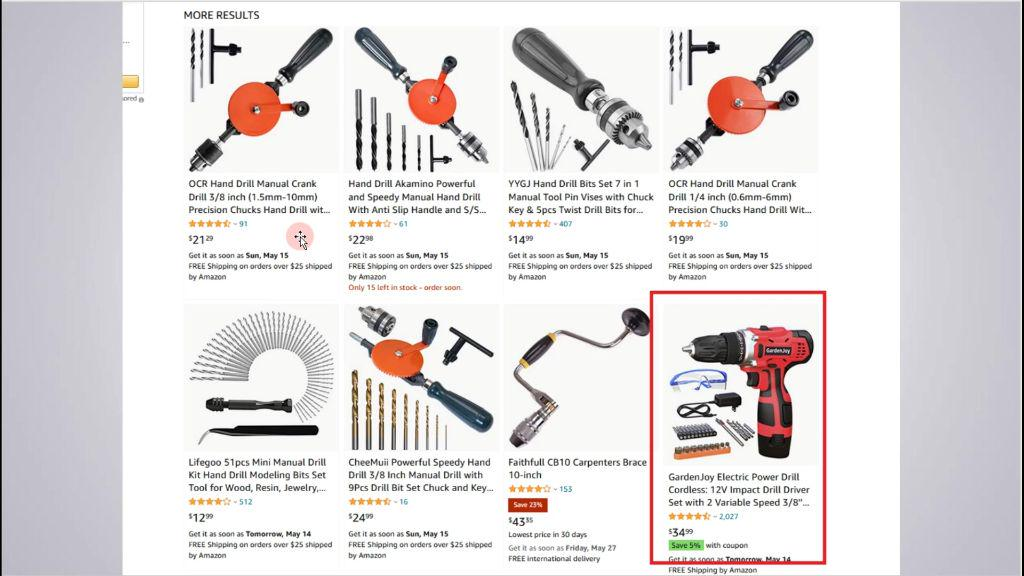 MORE RESULTS
...
ored
OCR Hand Drill Manual Crank
Drill 3/8 inch (1.5mm-10mm)
Precision Chucks Hand Drill wit...
91
$21 29
Get it as soon as Sun, May 15
FREE Shipping on orders over $25 shipped
by Amazon
Hand Drill Akamino Powerful
and Speedy Manual Hand Drill
With Anti Slip Handle and S/S...
61
$22 98
Get it as soon as Sun, May 15
FREE Shipping on orders over $25 shipped
by Amazon
Only 15 left in stock - order soon.
YYGJ Hand Drill Bits Set 7 in 1
Manual Tool Pin Vises with Chuck
Key & 5pcs Twist Drill Bits for...
407
$14 99
Get it as soon as Sun, May 15
FREE Shipping on orders over $25 shipped
by Amazon
OCR Hand Drill Manual Crank
Drill 1/4 inch (0.6mm-6mm)
Precision Chucks Hand Drill Wit...
30
$19 99
Get it as soon as Sun, May 15
FREE Shipping on orders over $25 shipped
by Amazon
Lifegoo 51pcs Mini Manual Drill
Kit Hand Drill Modeling Bits Set
Tool for Wood, Resin, Jewelry,...
512
$12 99
Get it as soon as Tomorrow, May 14
FREE Shipping on orders over $25 shipped
by Amazon
CheeMuii Powerful Speedy Hand
Drill 3/8 Inch Manual Drill with
9Pcs Drill Bit Set Chuck and Key...
16
$24 99
Get it as soon as Sun, May 15
FREE Shipping on orders over $25 shipped
by Amazon
Faithfull CB10 Carpenters Brace
10-inch
153
Save 23%
$43 35
Lowest price in 30 days
Get it as soon as Friday, May 27
FREE international delivery
GardenJoy
GardenJoy Electric Power Drill
Cordless: 12V Impact Drill Driver
Set with 2 Variable Speed 3/8"...
2,027
$34 99
Save 5% with coupon
Get it as soon as Tomorrow, May 14
FREE Shipping by Amazon